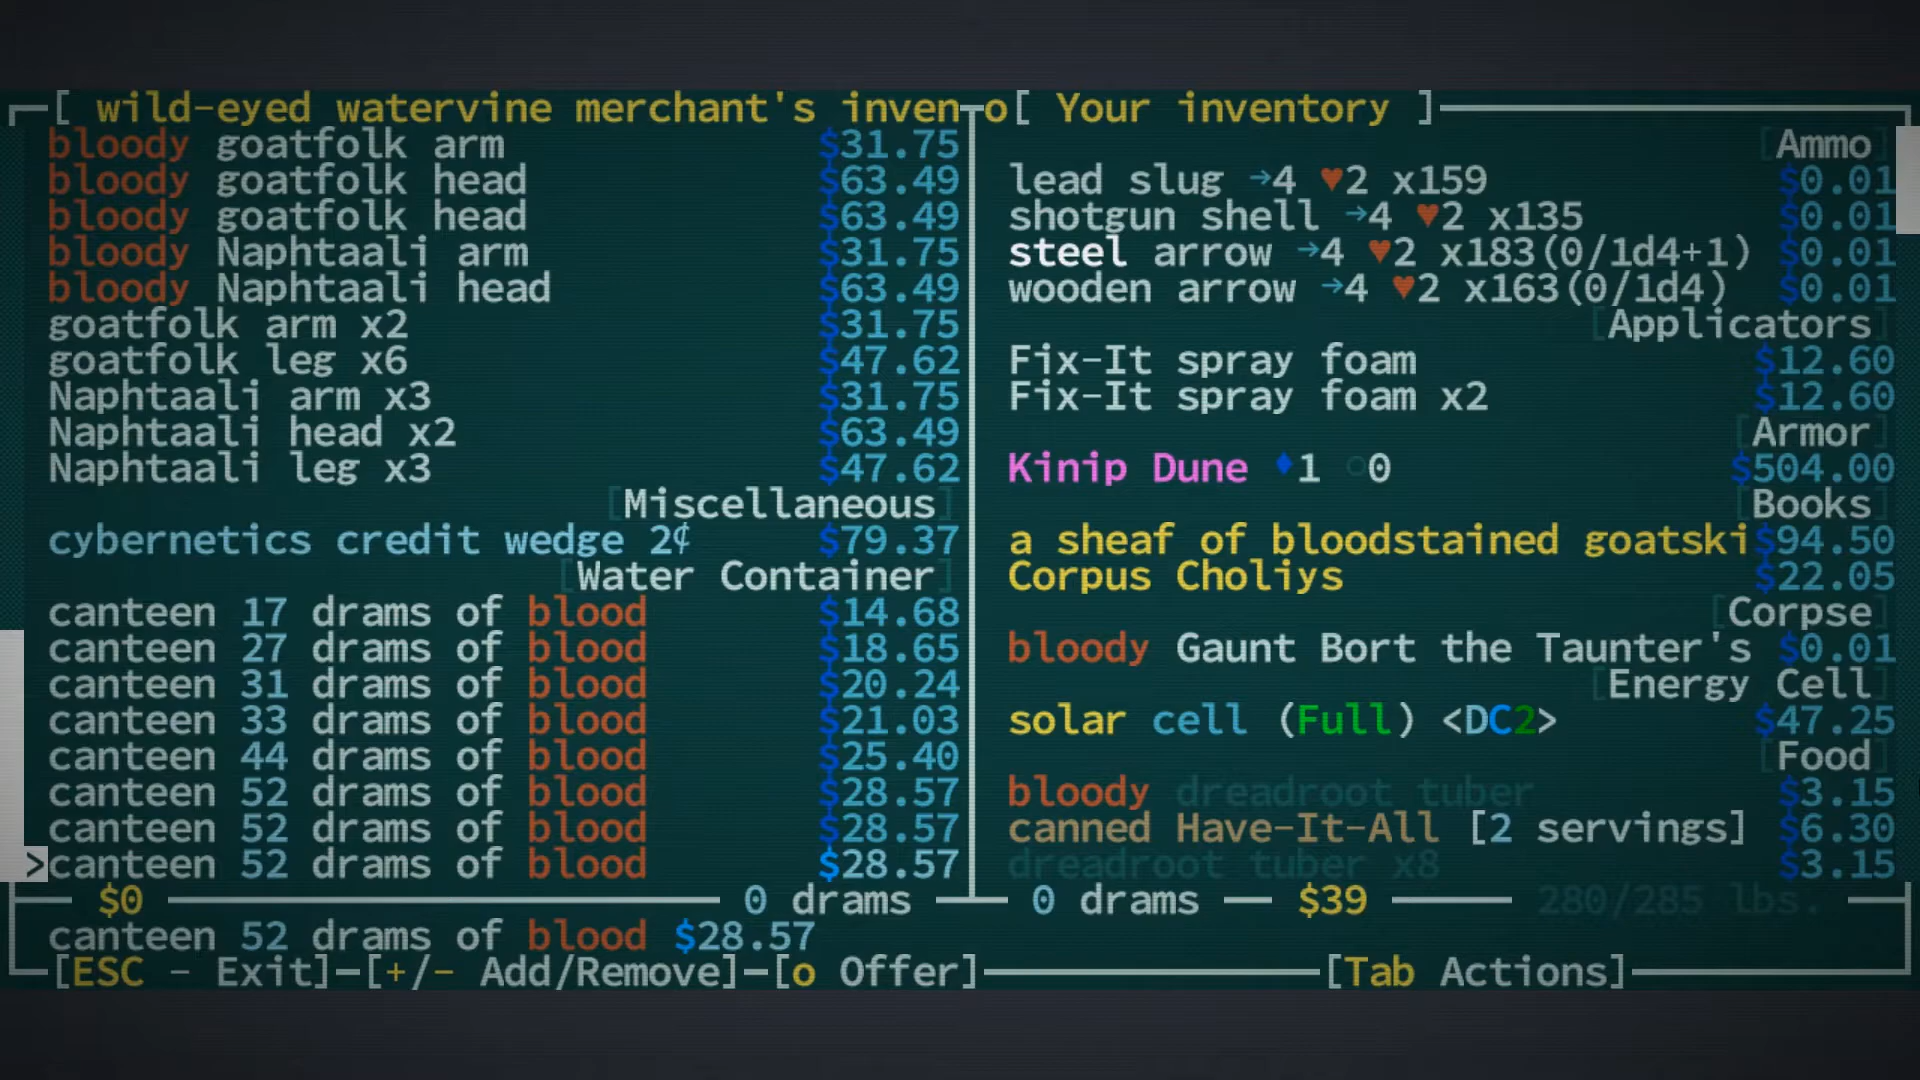 [ wild-eyed watervine merchant's inven
bloody goatfolk arm $31.75
bloody goatfolk head $63.49
bloody goatfolk head $63.49
bloody Naphtaali arm $31.75
bloody Naphtaali head $63.49
goatfolk arm x2 $31.75
goatfolk leg x6 $47.62
Naphtaali arm x3 $31.75
Naphtaali head x2 $63.49
Naphtaali leg x3 $47.62
[Miscellaneous]
cybernetics credit wedge 2¢ $79.37
[Water Container]
canteen 17 drams of blood $14.68
canteen 27 drams of blood $18.65
canteen 31 drams of blood $20.24
canteen 33 drams of blood $21.03
canteen 44 drams of blood $25.40
canteen 52 drams of blood $28.57
canteen 52 drams of blood $28.57
>canteen 52 drams of blood $28.57
$0 0 drams
o[ Your inventory ]
[Ammo]
lead slug →4 ♥2 x159 $0.01
shotgun shell →4 ♥2 x135 $0.01
steel arrow →4 ♥2 x183(0/1d4+1) $0.01
wooden arrow →4 ♥2 x163(0/1d4) $0.01
[Applicators]
Fix-It spray foam $12.60
Fix-It spray foam x2 $12.60
[Armor]
Kinip Dune ♦1 ○0 $504.00
[Books]
a sheaf of bloodstained goatski $94.50
Corpus Choliys $22.05
[Corpse]
bloody Gaunt Bort the Taunter's $0.01
[Energy Cell]
solar cell (Full) <DC2> $47.25
[Food]
bloody dreadroot tuber $3.15
canned Have-It-All [2 servings] $6.30
dreadroot tuber x8 $3.15
0 drams $39 280/285 lbs.
canteen 52 drams of blood $28.57
[ESC - Exit]-[+/- Add/Remove]-[o Offer] [Tab Actions]